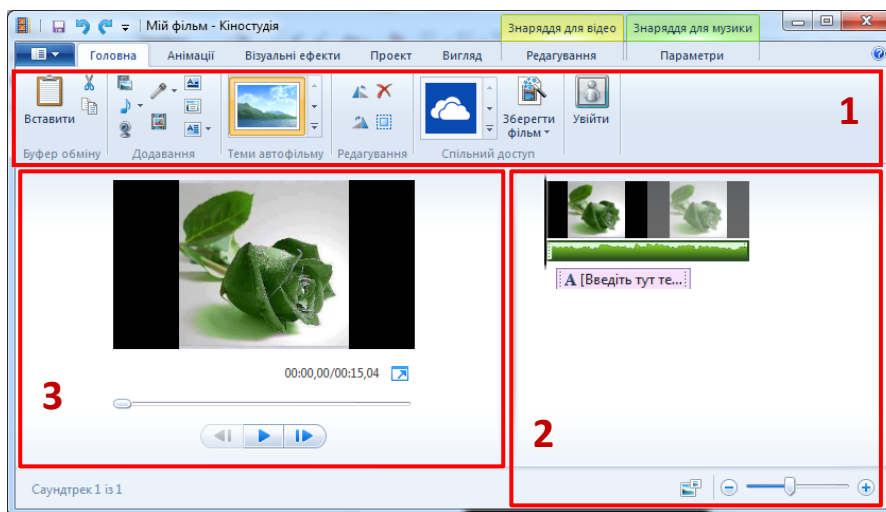 Мій фільм - Кіностудія
Знаряддя для відео
Знаряддя для музики
Головна
Анімації
Візуальні ефекти
Проект
Вигляд
Редагування
Параметри
Вставити
Зберегти
фільм
Увійти
1
Буфер обміну
Додавання
Теми автофільму
Редагування
Спільний доступ
A [Введіть тут те...
00:00,00/00:15,04
3
2
Саундтрек 1 із 1